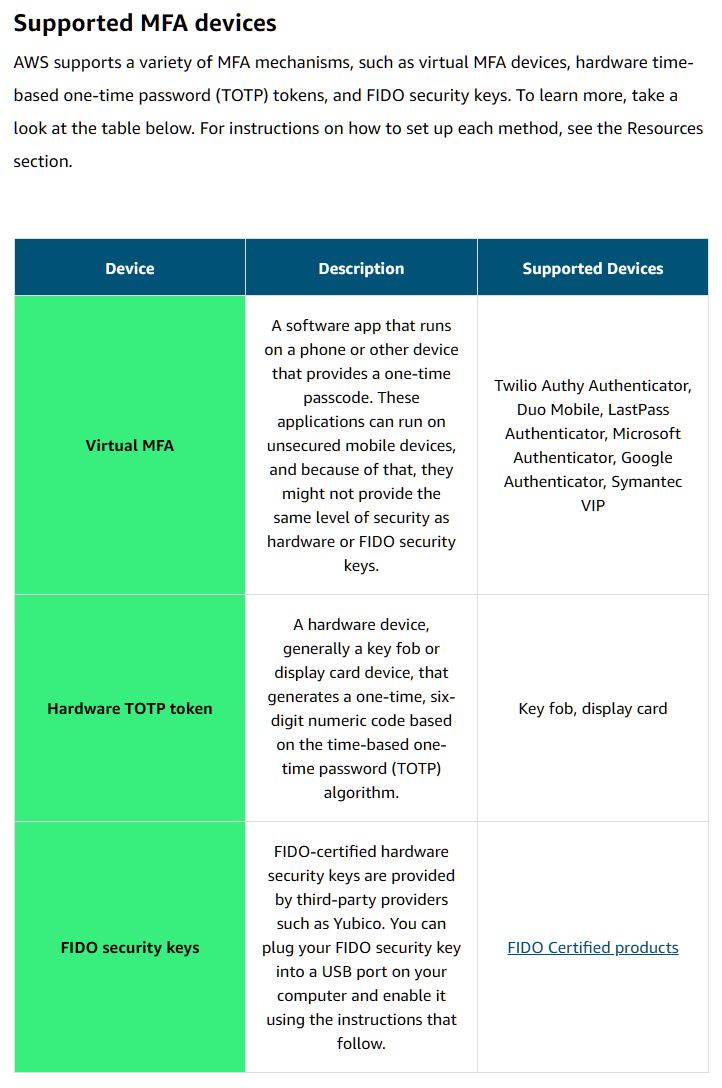 Supported MFA devices
AWS supports a variety of MFA mechanisms, such as virtual MFA devices, hardware time-
based one-time password (TOTP) tokens, and FIDO security keys. To learn more, take a
look at the table below. For instructions on how to set up each method, see the Resources
section.
Device
Description
Supported Devices
Virtual MFA
A software app that runs
on a phone or other device
that provides a one-time
passcode. These
applications can run on
unsecured mobile devices,
and because of that, they
might not provide the
same level of security as
hardware or FIDO security
keys.
Twilio Authy Authenticator,
Duo Mobile, LastPass
Authenticator, Microsoft
Authenticator, Google
Authenticator, Symantec
VIP
Hardware TOTP token
A hardware device,
generally a key fob or
display card device, that
generates a one-time, six-
digit numeric code based
on the time-based one-
time password (TOTP)
algorithm.
Key fob, display card
FIDO security keys
FIDO-certified hardware
security keys are provided
by third-party providers
such as Yubico. You can
plug your FIDO security key
into a USB port on your
computer and enable it
using the instructions that
follow.
FIDO Certified products